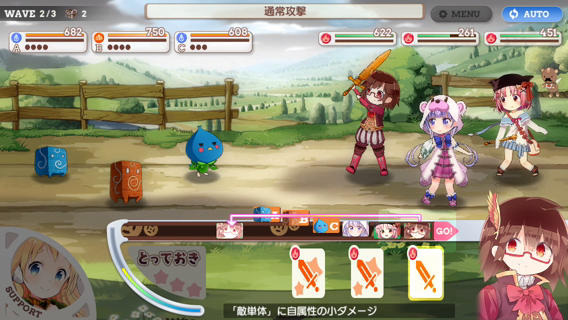 WAVE 2/3 2
通常攻撃
MENU
AUTO
682
A
750
B
608
C
622
261
451
B
C
GO!
とっておき
SUPPORT
「敵単体」に自属性の小ダメージ